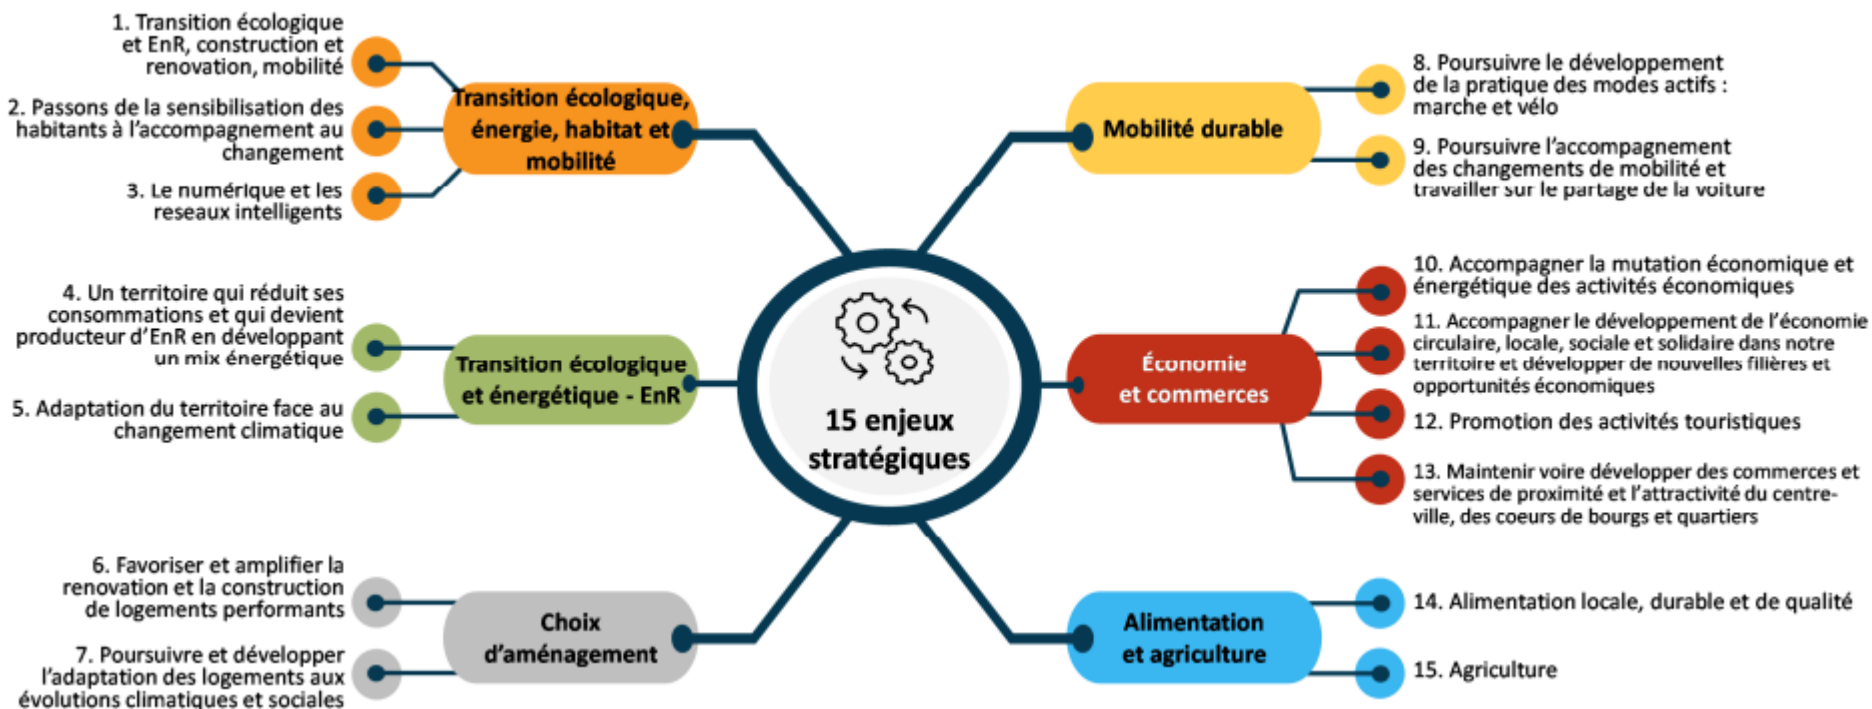 1. Transition écologique
et EnR, construction et
renovation, mobilité
2. Passons de la sensibilisation des
habitants à l'accompagnement au
changement
3. Le numérique et les
reseaux intelligents
Transition écologique,
énergie, habitat et
mobilité
4. Un territoire qui réduit ses
consommations et qui devient
producteur d'EnR en développant
un mix énergétique
5. Adaptation du territoire face au
changement climatique
Transition écologique
et énergétique - EnR
6. Favoriser et amplifier la
renovation et la construction
de logements performants
7. Poursuivre et développer
l'adaptation des logements aux
évolutions climatiques et sociales
Choix
d'aménagement
15 enjeux
stratégiques
Mobilité durable
8. Poursuivre le développement
de la pratique des modes actifs :
marche et vélo
9. Poursuivre l'accompagnement
des changements de mobilité et
travailler sur le partage de la voiture
Économie
et commerces
10. Accompagner la mutation économique et
énergétique des activités économiques
11. Accompagner le développement de l'économie
circulaire, locale, sociale et solidaire dans notre
territoire et développer de nouvelles filières et
opportunités économiques
12. Promotion des activités touristiques
13. Maintenir voire développer des commerces et
services de proximité et l'attractivité du centre-
ville, des coeurs de bourgs et quartiers
Alimentation
et agriculture
14. Alimentation locale, durable et de qualité
15. Agriculture